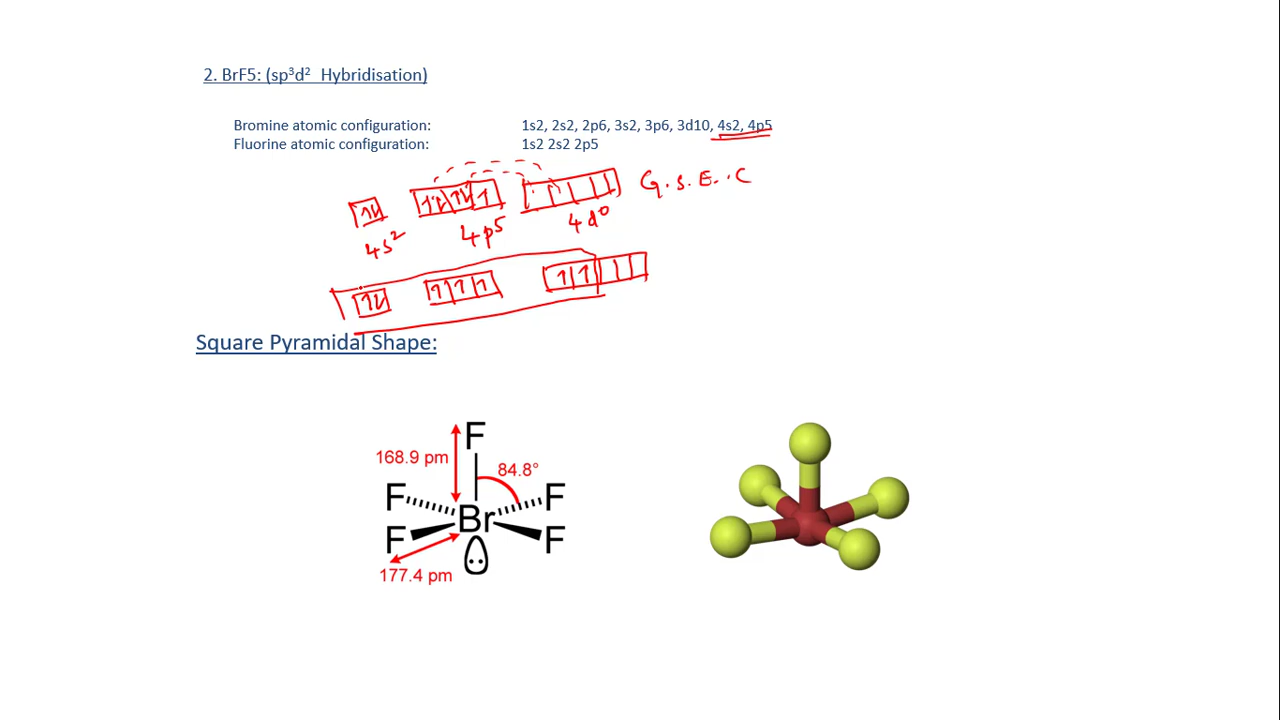 2. BrF5: (sp³d² Hybridisation)
Bromine atomic configuration: 1s2, 2s2, 2p6, 3s2, 3p6, 3d10, 4s2, 4p5
Fluorine atomic configuration: 1s2 2s2 2p5
G.S.E.C
4s² 4p⁵ 4d⁰
Square Pyramidal Shape:
F
168.9 pm 84.8°
F F
Br
F F
177.4 pm